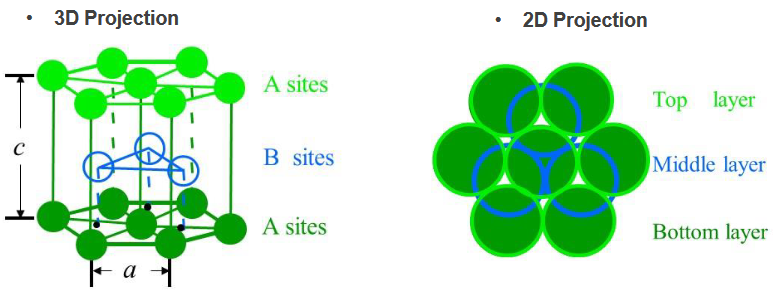 • 3D Projection
• 2D Projection
A sites
c
B sites
A sites
a
Top layer
Middle layer
Bottom layer